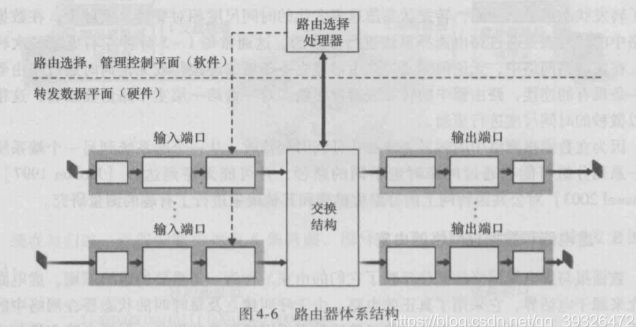 路由选择
处理器
路由选择，管理控制平面（软件）
转发数据平面（硬件）
输入端口
输出端口
交换
结构
输入端口
输出端口
图 4-6 路由器体系结构
https://blog.csdn.net/qq_39326472